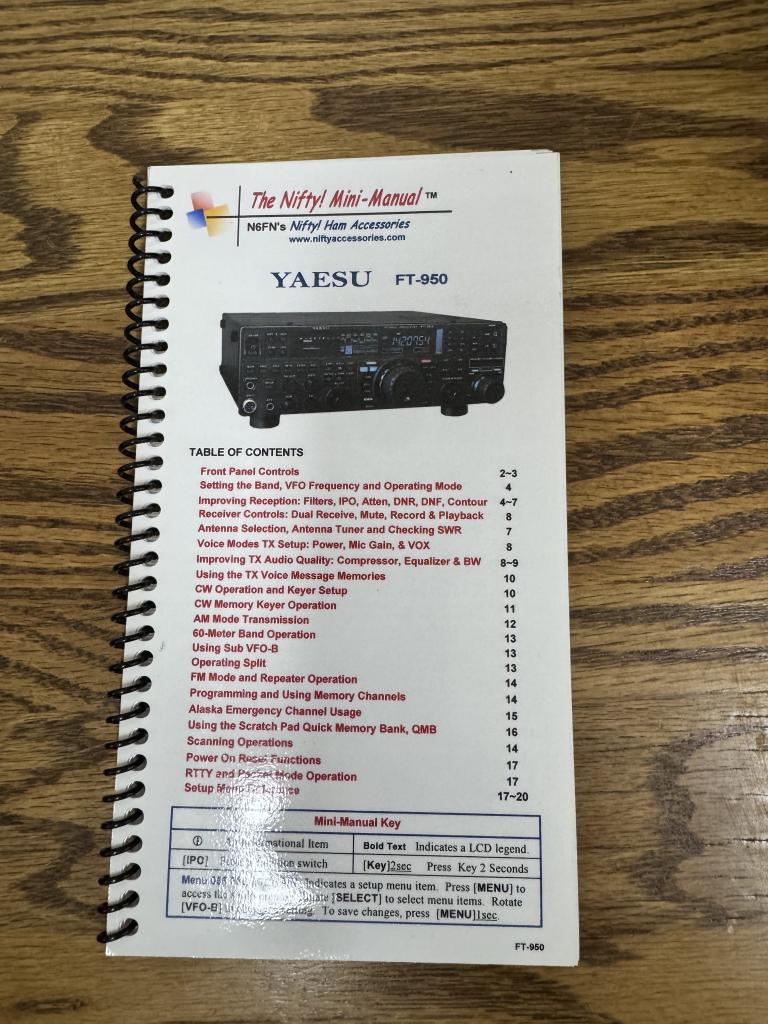 The Nifty! Mini-Manual ™
N6FN's Nifty! Ham Accessories
www.niftyaccessories.com
YAESU FT-950
YAESU
14.207.54
TABLE OF CONTENTS
Front Panel Controls 2~3
Setting the Band, VFO Frequency and Operating Mode 4
Improving Reception: Filters, IPO, Atten, DNR, DNF, Contour 4~7
Receiver Controls: Dual Receive, Mute, Record & Playback 8
Antenna Selection, Antenna Tuner and Checking SWR 7
Voice Modes TX Setup: Power, Mic Gain, & VOX 8
Improving TX Audio Quality: Compressor, Equalizer & BW 8~9
Using the TX Voice Message Memories 10
CW Operation and Keyer Setup 10
CW Memory Keyer Operation 11
AM Mode Transmission 12
60-Meter Band Operation 13
Using Sub VFO-B 13
Operating Split 13
FM Mode and Repeater Operation 14
Programming and Using Memory Channels 14
Alaska Emergency Channel Usage 15
Using the Scratch Pad Quick Memory Bank, QMB 16
Scanning Operations 14
Power On Reset Functions 17
RTTY and Packet Mode Operation 17
Setup Menu 17~20
Mini-Manual Key
ⓘ Informational Item Bold Text Indicates a LCD legend.
[IPO] switch [Key]2sec Press Key 2 Seconds
Menu Indicates a setup menu item. Press [MENU] to
access [SELECT] to select menu items. Rotate
[VFO-B] To save changes, press [MENU]1sec.
FT-950